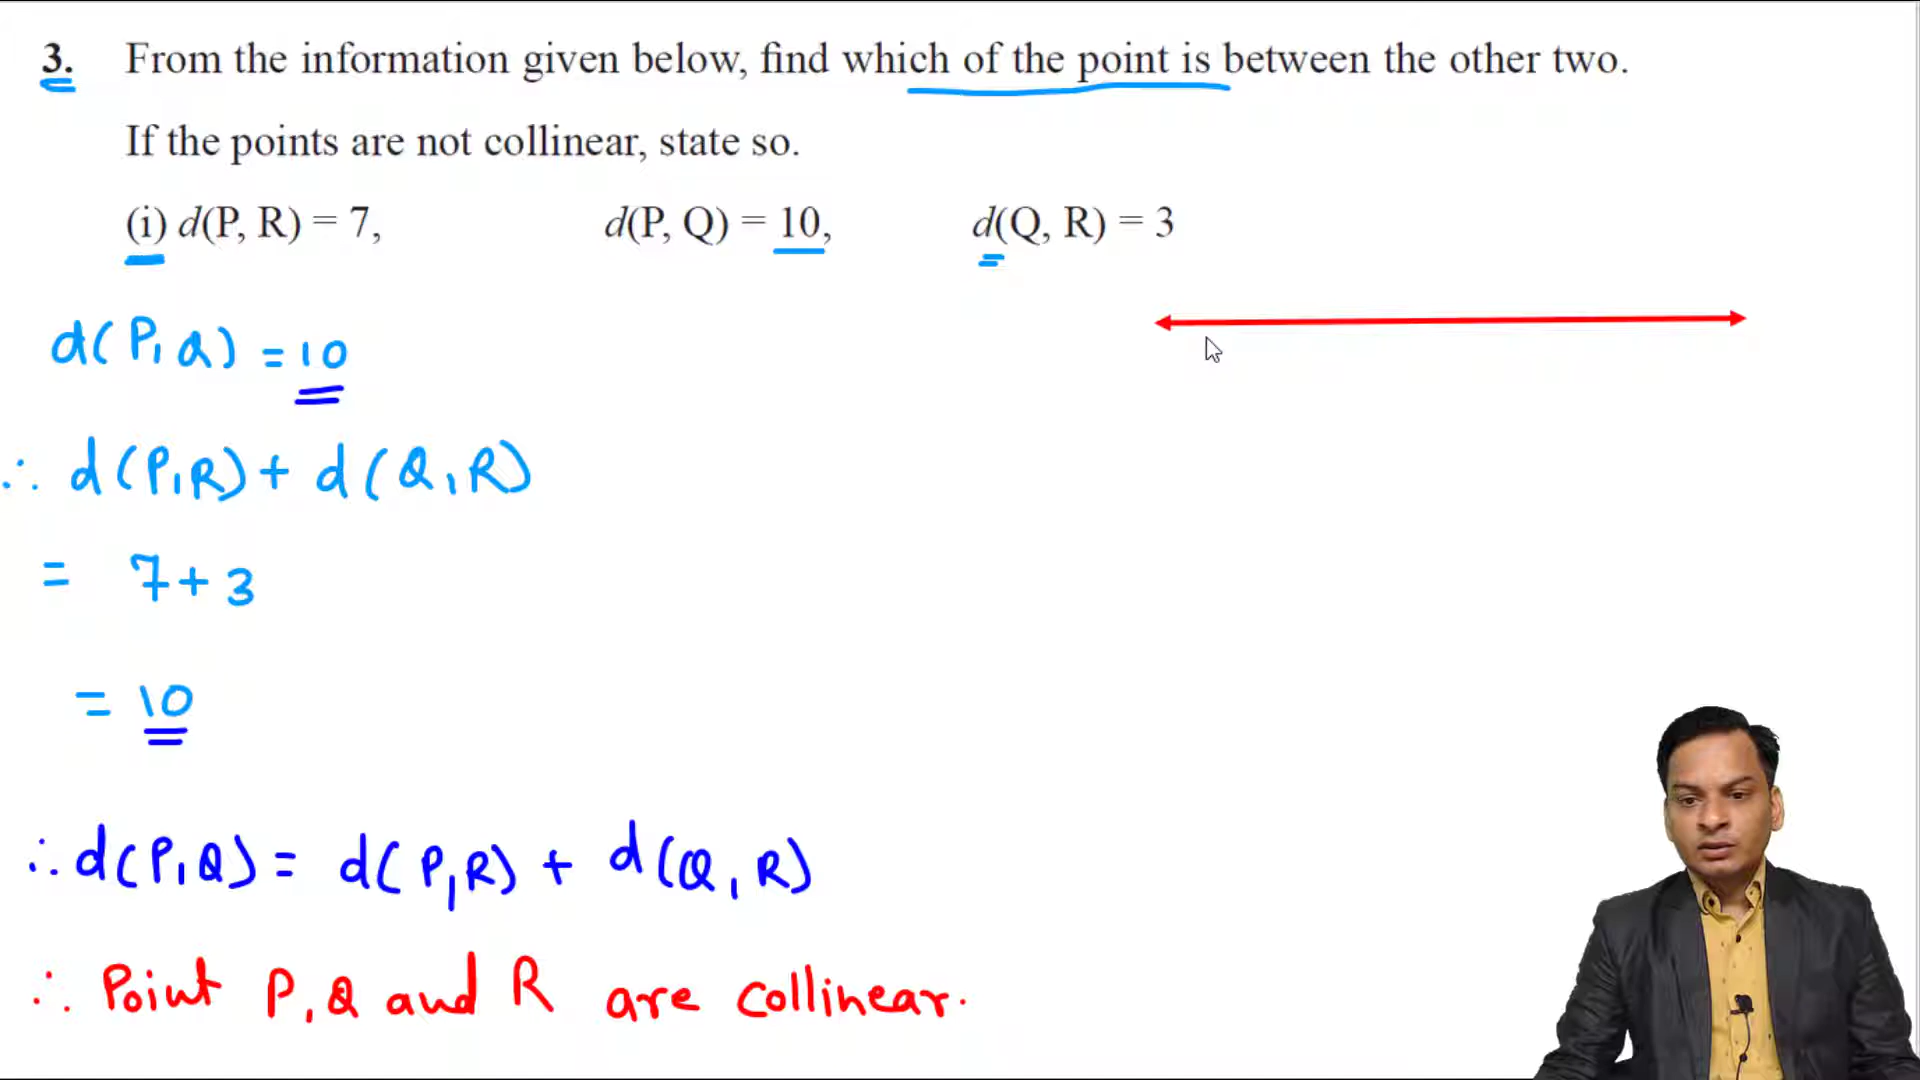 3. From the information given below, find which of the point is between the other two.
If the points are not collinear, state so.
(i) d(P, R) = 7, d(P, Q) = 10, d(Q, R) = 3
d(P, Q) = 10
∴ d(P, R) + d(Q, R)
= 7 + 3
= 10
∴ d(P, Q) = d(P, R) + d(Q, R)
∴ Point P, Q and R are collinear.